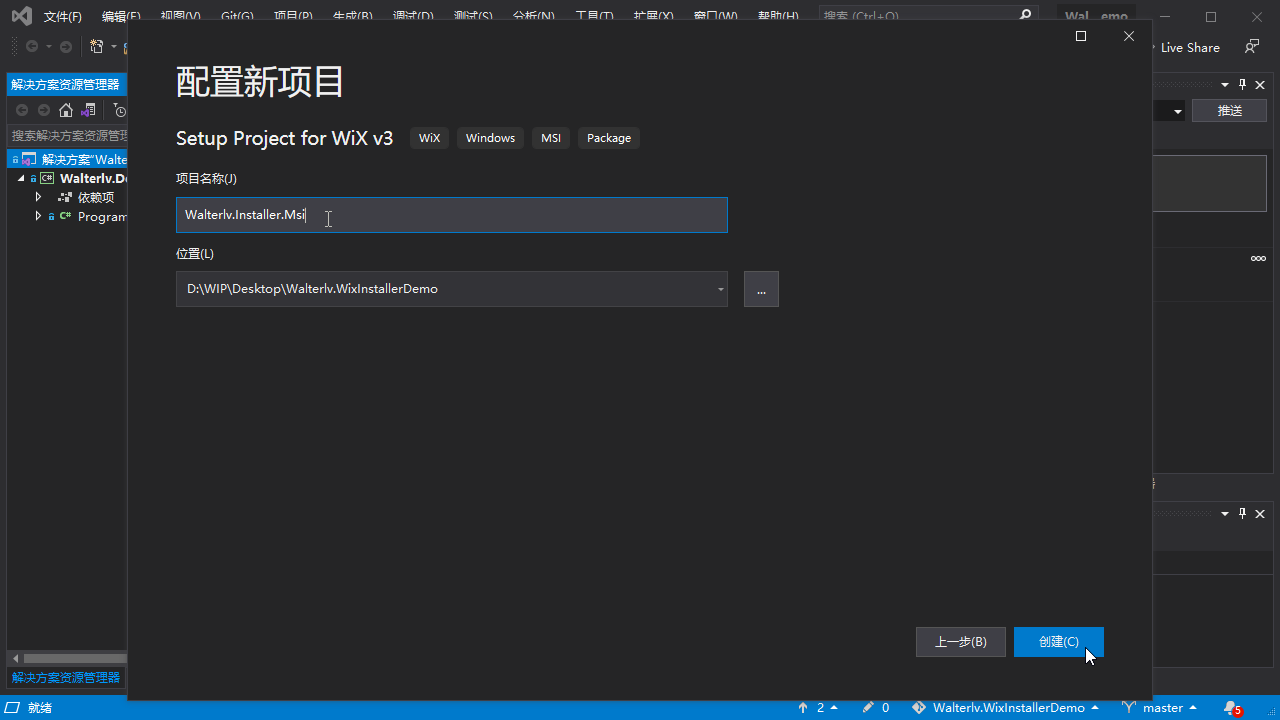 文件(F) 编辑(E) 视图(V) Git(G) 项目(P) 生成(B) 调试(D) 测试(S) 分析(N) 工具(T) 扩展(X) 窗口(W) 帮助(H) 搜索 (Ctrl+Q) Wal...emo
Live Share
解决方案资源管理器
推送
搜索解决方案资源管理
解决方案"Walte
Walterlv.De
依赖项
Program
配置新项目
Setup Project for WiX v3 WiX Windows MSI Package
项目名称(J)
Walterlv.Installer.Msi
位置(L)
D:\WIP\Desktop\Walterlv.WixInstallerDemo
...
上一步(B) 创建(C)
解决方案资源管理器
就绪 2 0 Walterlv.WixInstallerDemo master 5